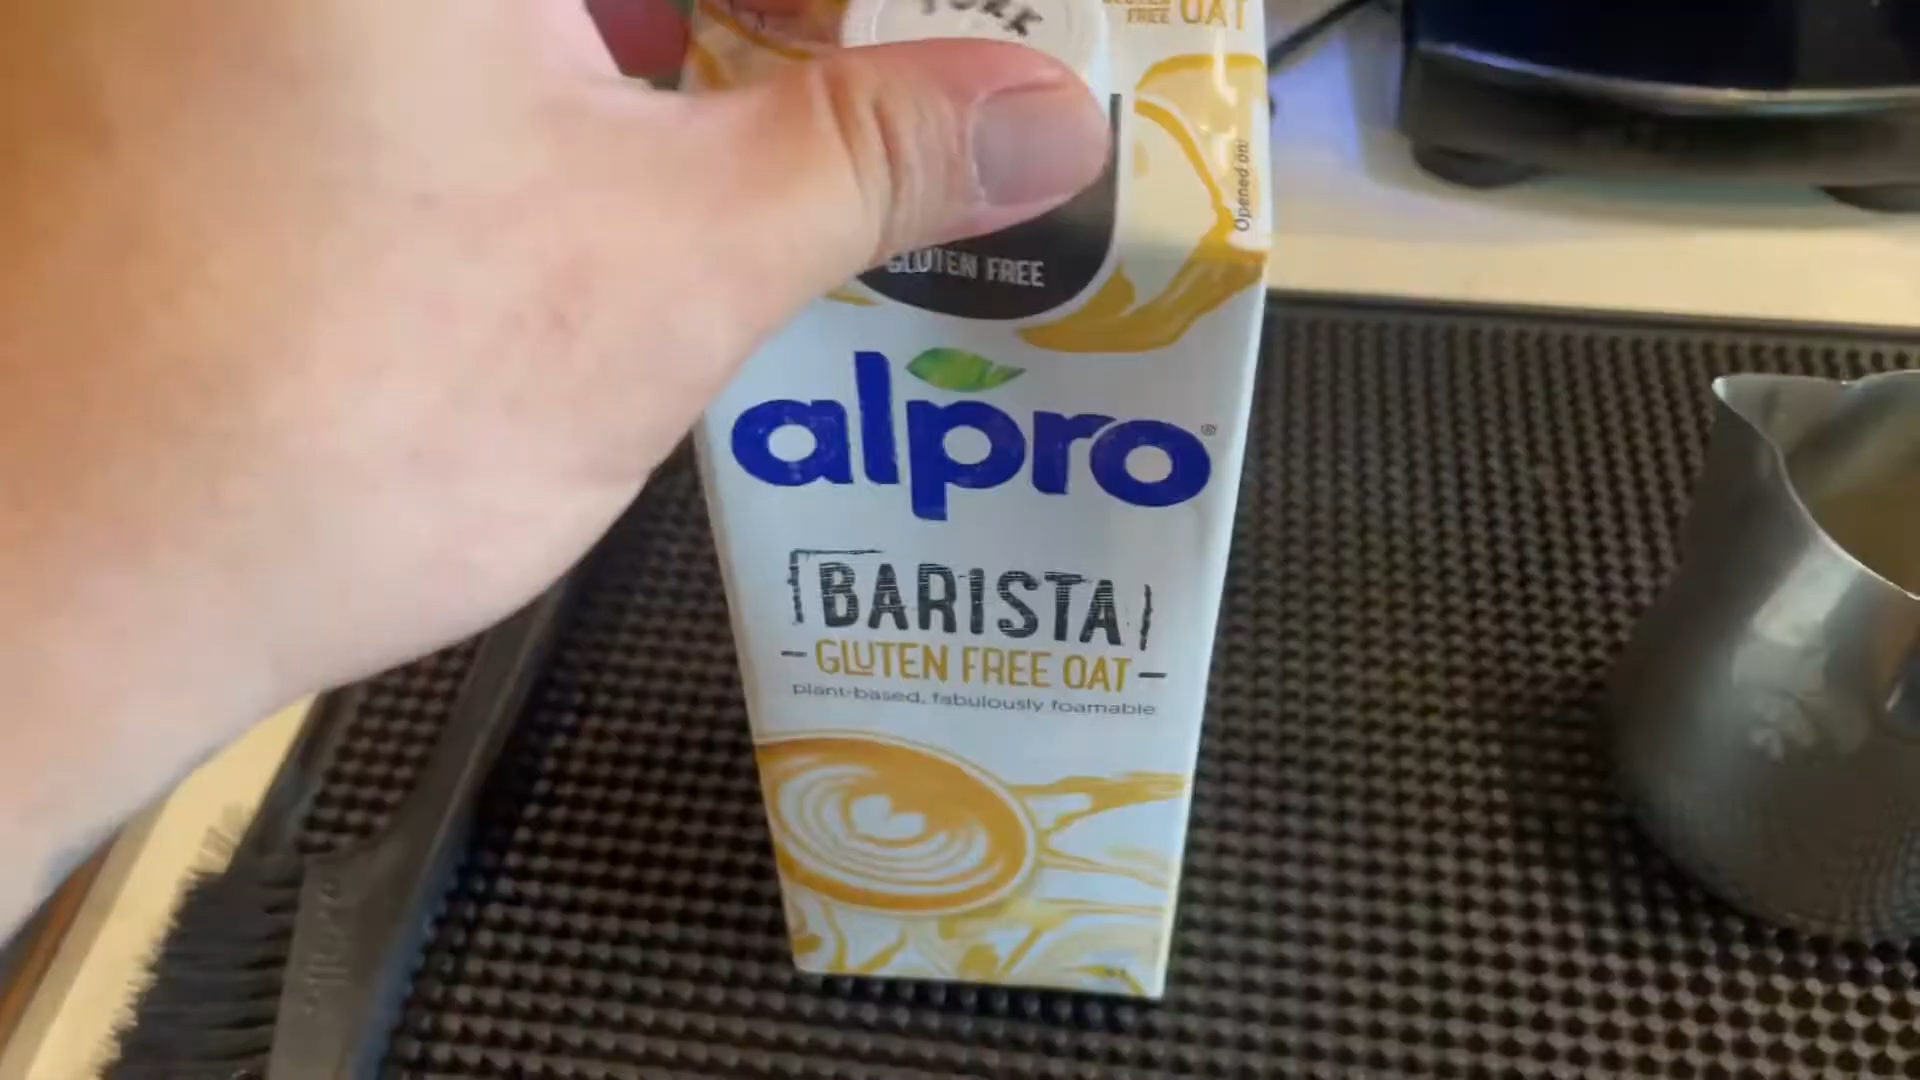 FREE OAT
Opened on:
GLUTEN FREE
alpro®
BARISTA
GLUTEN FREE OAT
plant-based, fabulously foamable